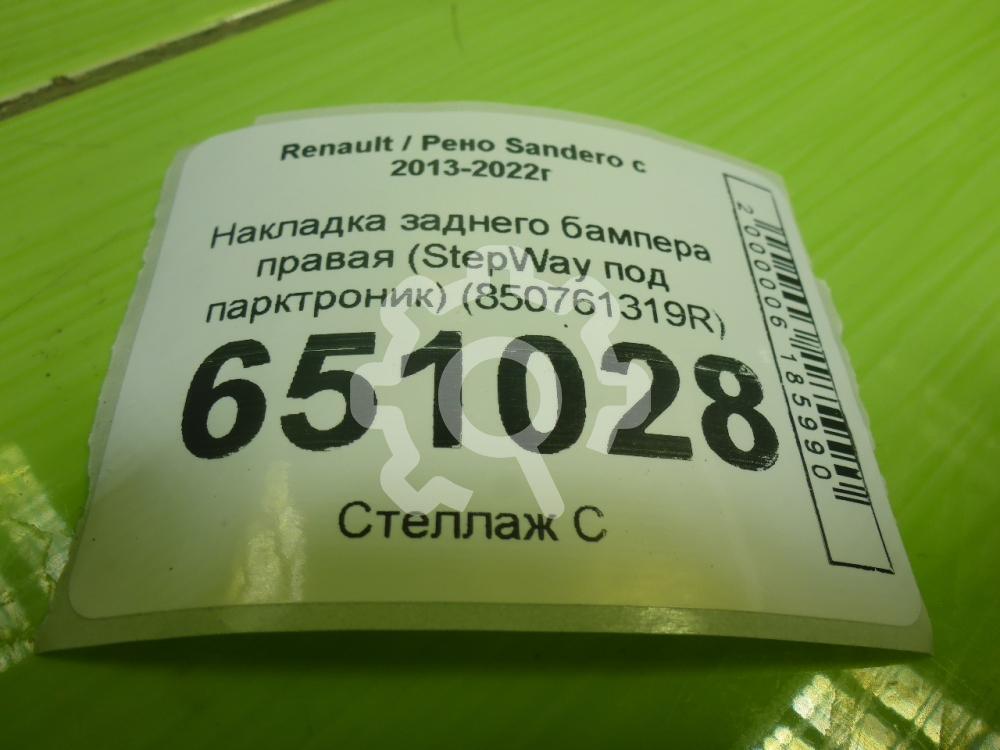 Renault / Рено Sandero с
2013-2022г
Накладка заднего бампера
правая (StepWay под
парктроник) (850761319R)
651028
Стеллаж С
2000006185990